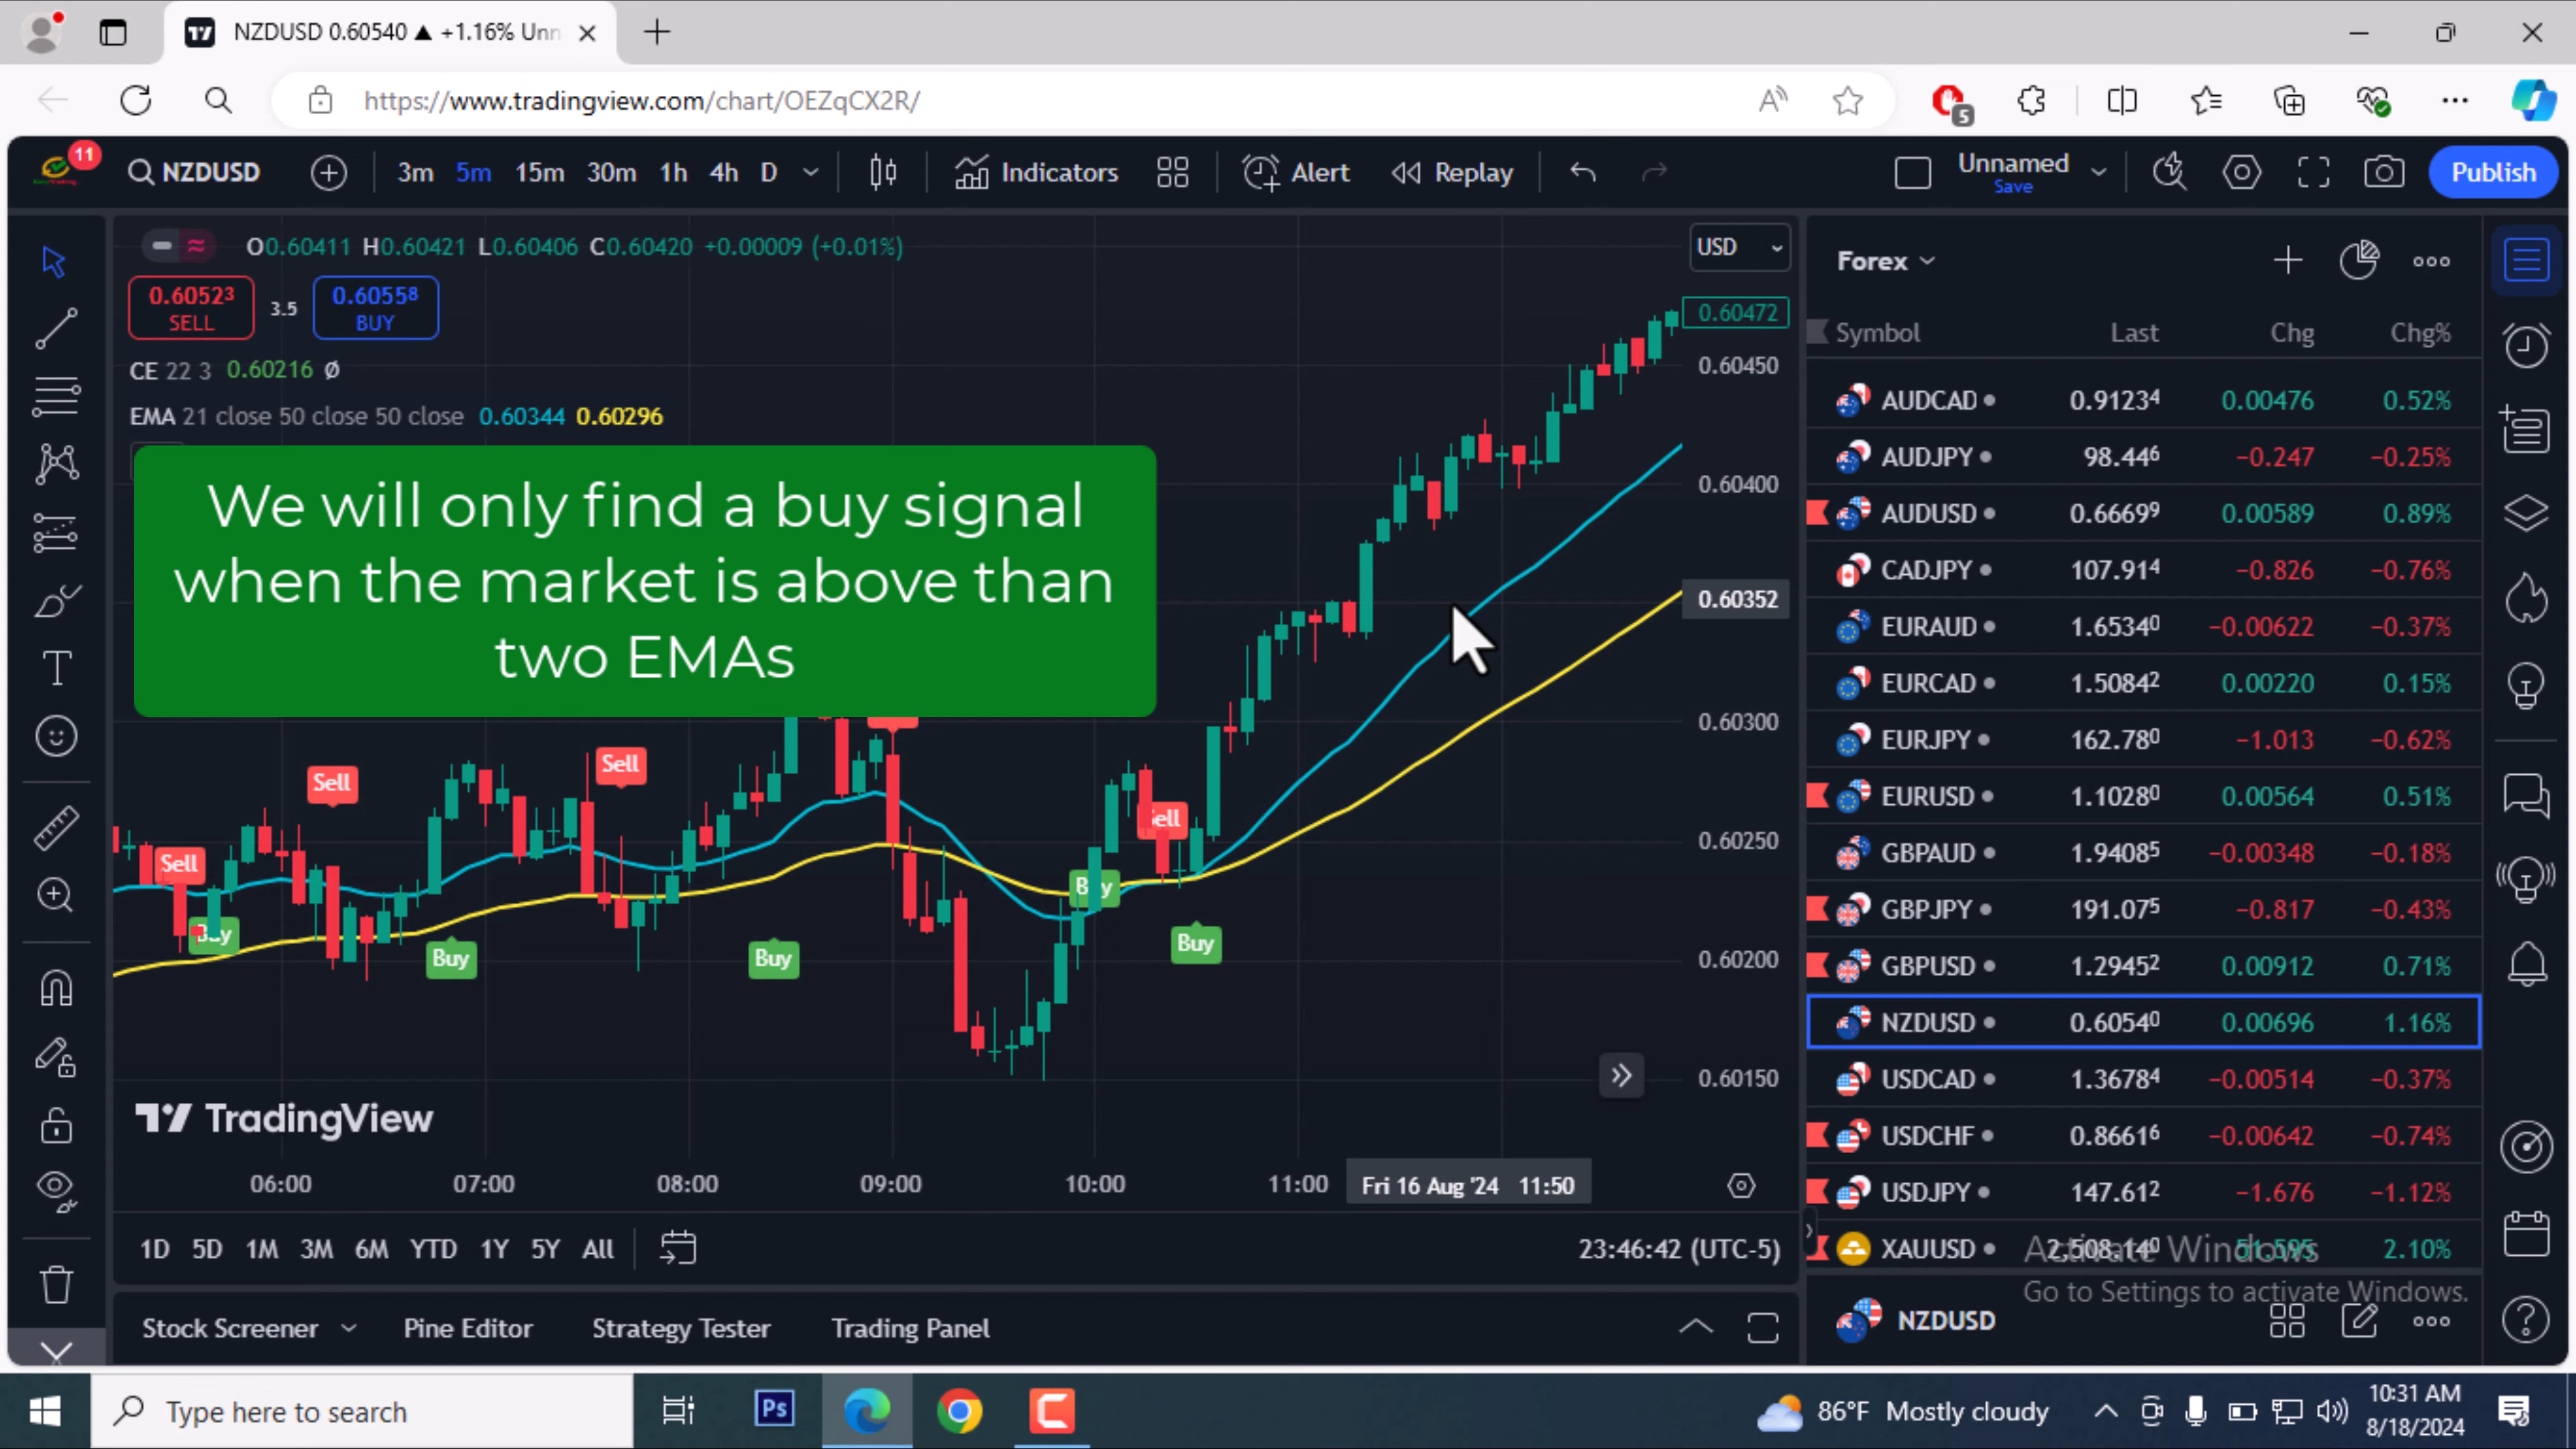 NZDUSD 0.60540 ▲ +1.16% Unn
https://www.tradingview.com/chart/OEZqCX2R/
5
11
NZDUSD 3m 5m 15m 30m 1h 4h D Indicators Alert Replay Unnamed Save Publish
O0.60411 H0.60421 L0.60406 C0.60420 +0.00009 (+0.01%)
USD
0.60523 SELL
3.5
0.60558 BUY
CE 22 3 0.60216 Ø
EMA 21 close 50 close 50 close 0.60344 0.60296
We will only find a buy signal
when the market is above than
two EMAs
0.60472
0.60450
0.60400
0.60352
0.60300
0.60250
0.60200
0.60150
Sell
Sell
Sell
Buy
Buy
Buy
Buy
TradingView
06:00 07:00 08:00 09:00 10:00 11:00 Fri 16 Aug '24 11:50
1D 5D 1M 3M 6M YTD 1Y 5Y All 23:46:42 (UTC-5)
Stock Screener Pine Editor Strategy Tester Trading Panel
Forex
Symbol Last Chg Chg%
AUDCAD 0.91234 0.00476 0.52%
AUDJPY 98.446 −0.247 −0.25%
AUDUSD 0.66699 0.00589 0.89%
CADJPY 107.914 −0.826 −0.76%
EURAUD 1.65340 −0.00622 −0.37%
EURCAD 1.50842 0.00220 0.15%
EURJPY 162.780 −1.013 −0.62%
EURUSD 1.10280 0.00564 0.51%
GBPAUD 1.94085 −0.00348 −0.18%
GBPJPY 191.075 −0.817 −0.43%
GBPUSD 1.29452 0.00912 0.71%
NZDUSD 0.60540 0.00696 1.16%
USDCAD 1.36784 −0.00514 −0.37%
USDCHF 0.86616 −0.00642 −0.74%
USDJPY 147.612 −1.676 −1.12%
XAUUSD 2,508.140 51.595 2.10%
Activate Windows
Go to Settings to activate Windows.
NZDUSD
Type here to search
Ps
86°F Mostly cloudy
10:31 AM
8/18/2024